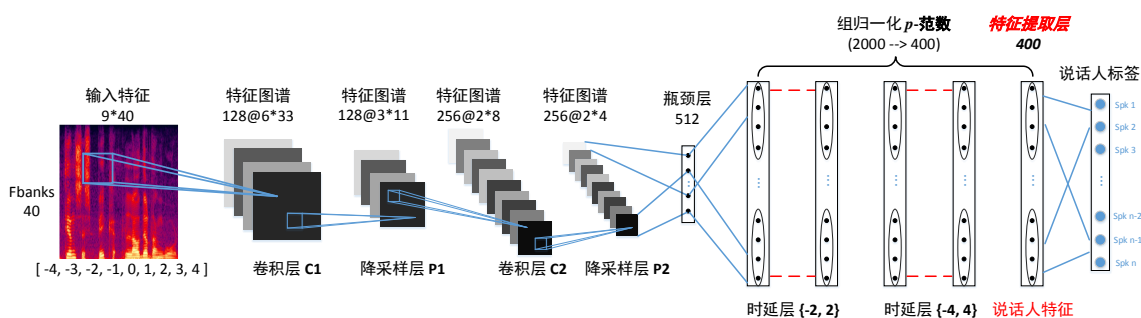 组归一化 p-范数
(2000 --> 400)
特征提取层
400
输入特征
9*40
特征图谱
128@6*33
特征图谱
128@3*11
特征图谱
256@2*8
特征图谱
256@2*4
瓶颈层
512
说话人标签
Spk 1
Spk 2
Spk 3
...
Spk n-2
Spk n-1
Spk n
Fbanks
40
[ -4, -3, -2, -1, 0, 1, 2, 3, 4 ]
卷积层 C1
降采样层 P1
卷积层 C2
降采样层 P2
时延层 {-2, 2}
时延层 {-4, 4}
说话人特征